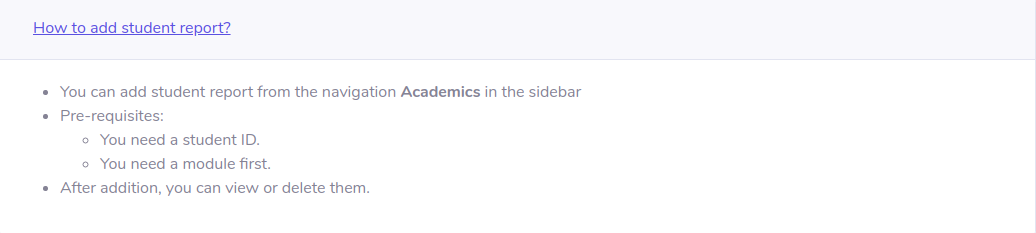 How to add student report?
You can add student report from the navigation Academics in the sidebar
Pre-requisites:
You need a student ID.
You need a module first.
After addition, you can view or delete them.